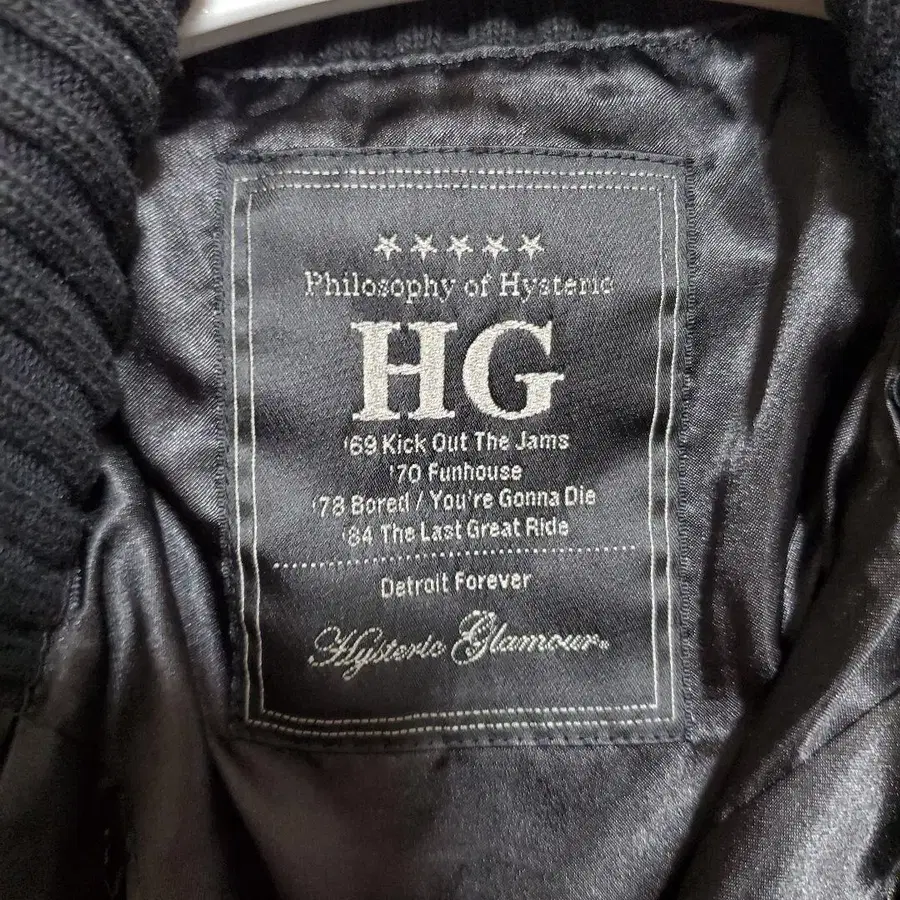 Philosophy of Hysteric
HG
'69 Kick Out The Jams
'70 Funhouse
'78 Bored / You're Gonna Die
'84 The Last Great Ride
Detroit Forever
Hysteric Glamour.